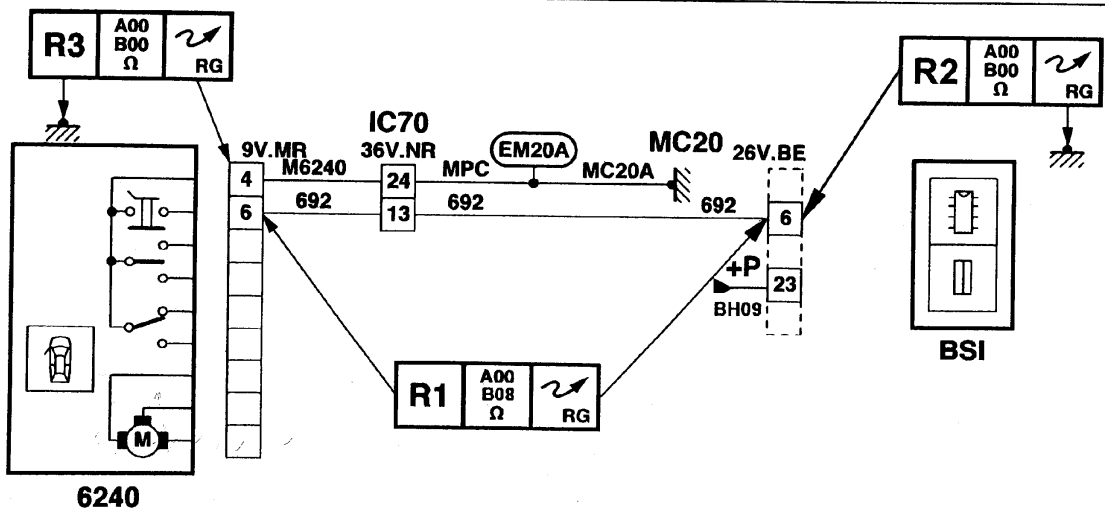 R3
A00
B00
Ω
RG
R2
A00
B00
Ω
RG
IC70
EM20A
MC20
9V.MR
36V.NR
26V.BE
4
M6240
24
MPC
MC20A
6
692
13
692
692
6
+P
23
BH09
BSI
R1
A00
B08
Ω
RG
M
6240